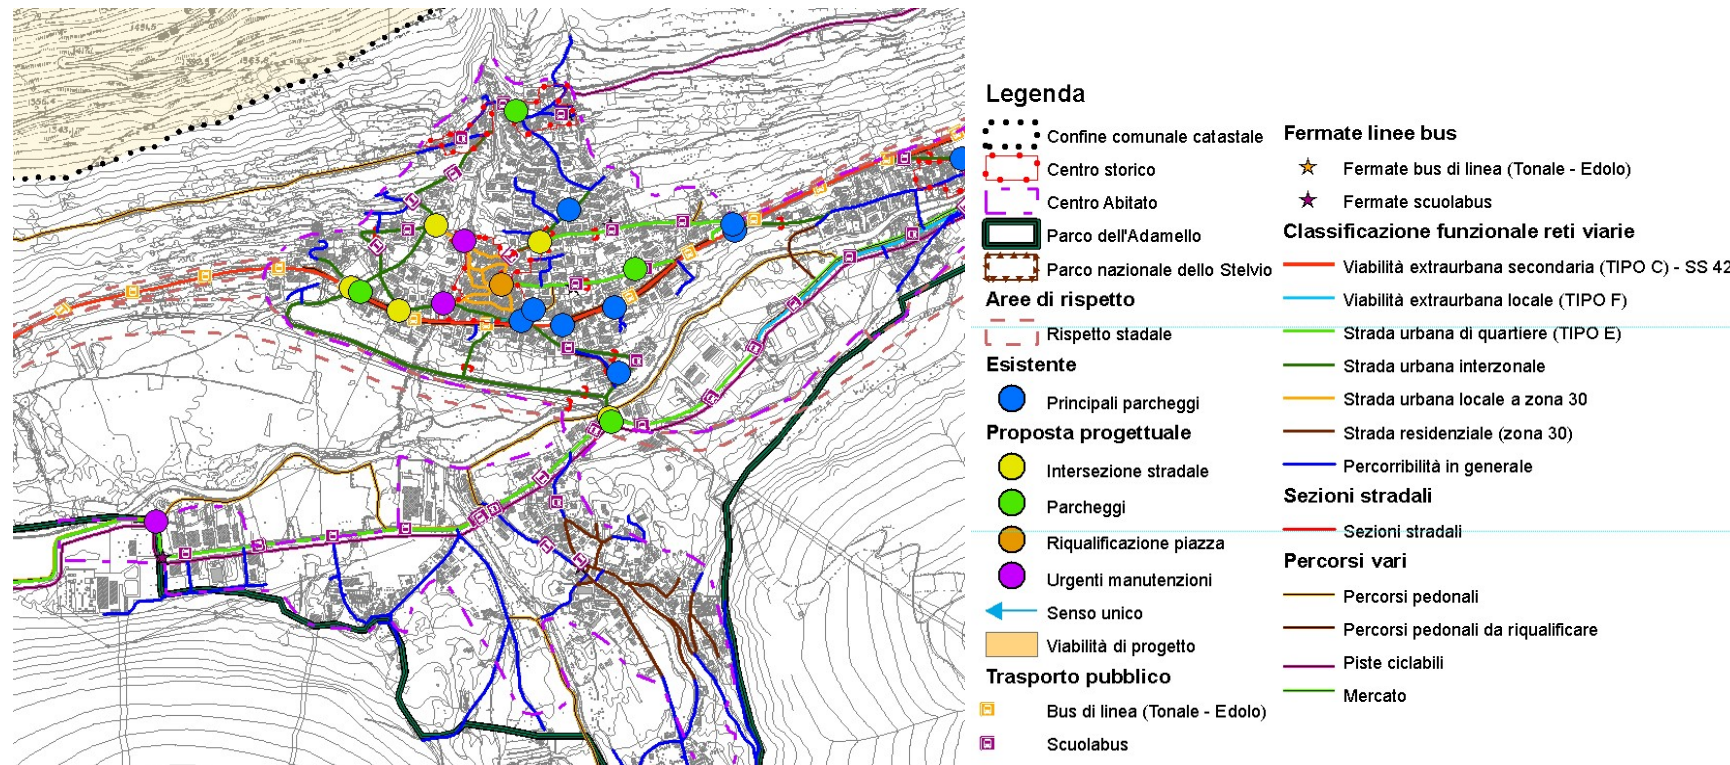 Legenda
Confine comunale catastale
Centro storico
Centro Abitato
Parco dell'Adamello
Parco nazionale dello Stelvio
Aree di rispetto
Rispetto stadale
Esistente
Principali parcheggi
Proposta progettuale
Intersezione stradale
Parcheggi
Riqualificazione piazza
Urgenti manutenzioni
Senso unico
Viabilità di progetto
Trasporto pubblico
Bus di linea (Tonale - Edolo)
Scuolabus
Fermate linee bus
Fermate bus di linea (Tonale - Edolo)
Fermate scuolabus
Classificazione funzionale reti viarie
Viabilità extraurbana secondaria (TIPO C) - SS 42
Viabilità extraurbana locale (TIPO F)
Strada urbana di quartiere (TIPO E)
Strada urbana interzonale
Strada urbana locale a zona 30
Strada residenziale (zona 30)
Percorribilità in generale
Sezioni stradali
Sezioni stradali
Percorsi vari
Percorsi pedonali
Percorsi pedonali da riqualificare
Piste ciclabili
Mercato